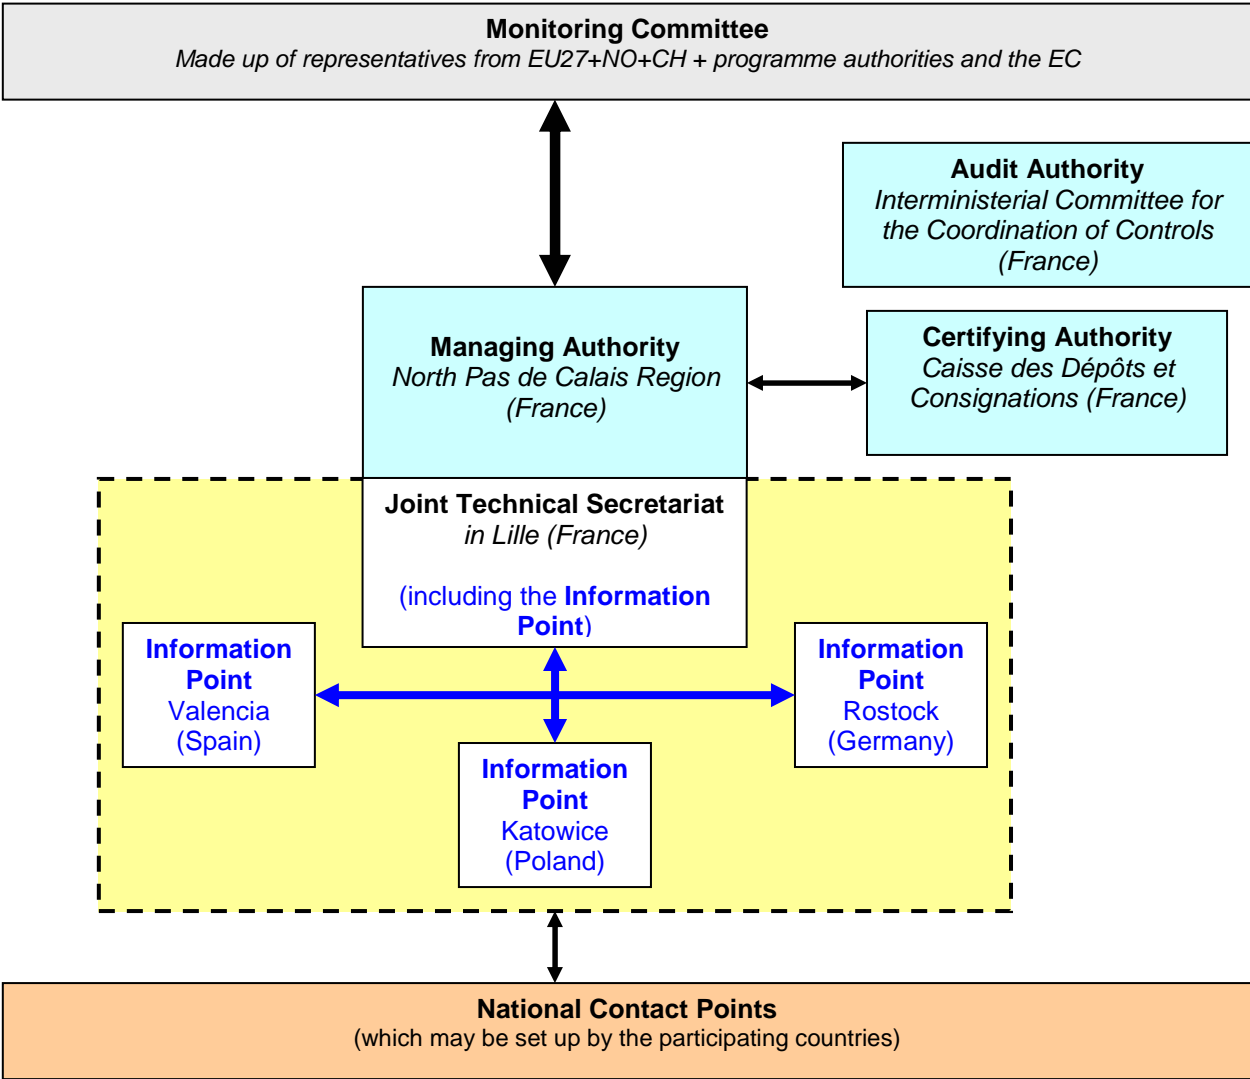 Monitoring Committee
Made up of representatives from EU27+NO+CH + programme authorities and the EC
Audit Authority
Interministerial Committee for
the Coordination of Controls
(France)
Managing Authority
North Pas de Calais Region
(France)
Certifying Authority
Caisse des Dépôts et
Consignations (France)
Joint Technical Secretariat
in Lille (France)
(including the Information
Point)
Information
Point
Valencia
(Spain)
Information
Point
Rostock
(Germany)
Information
Point
Katowice
(Poland)
National Contact Points
(which may be set up by the participating countries)